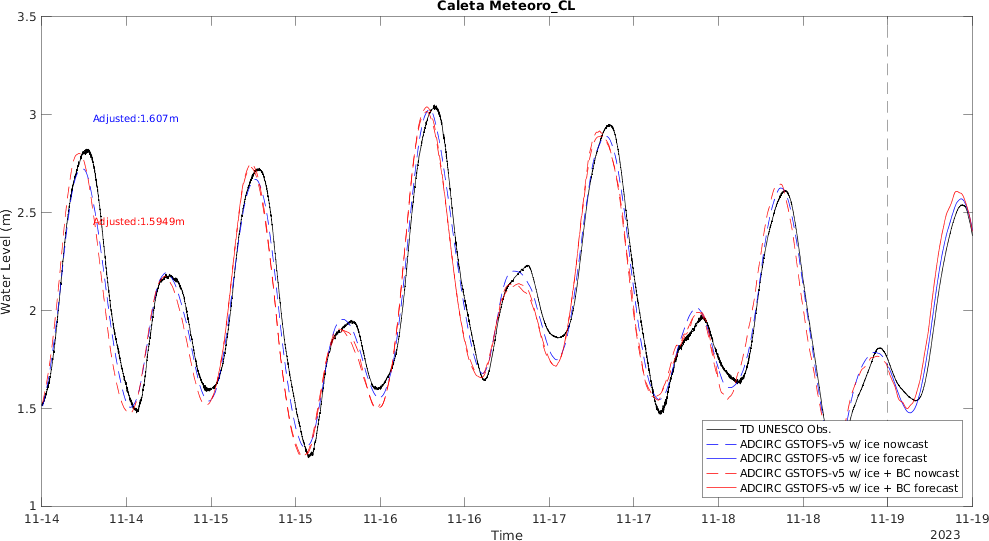 Caleta Meteoro_CL
3.5
3
2.5
2
1.5
1
Water Level (m)
Adjusted:1.607m
Adjusted:1.5949m
TD UNESCO Obs.
ADCIRC GSTOFS-v5 w/ ice nowcast
ADCIRC GSTOFS-v5 w/ ice forecast
ADCIRC GSTOFS-v5 w/ ice + BC nowcast
ADCIRC GSTOFS-v5 w/ ice + BC forecast
11-14 11-14 11-15 11-15 11-16 11-16 11-17 11-17 11-18 11-18 11-19 11-19
Time
2023